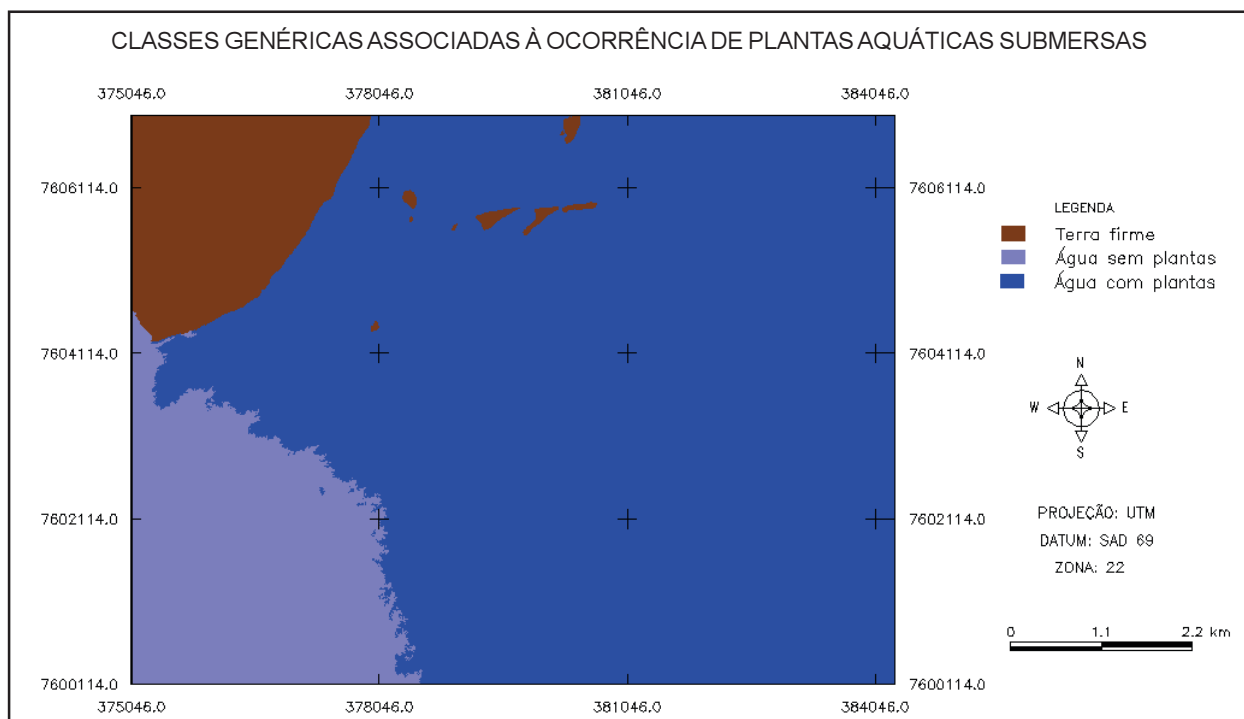 CLASSES GENÉRICAS ASSOCIADAS À OCORRÊNCIA DE PLANTAS AQUÁTICAS SUBMERSAS
375046.0 378046.0 381046.0 384046.0
7606114.0 7606114.0
LEGENDA
Terra firme
Água sem plantas
Água com plantas
7604114.0 7604114.0
N
W E
S
7602114.0 7602114.0
PROJEÇÃO: UTM
DATUM: SAD 69
ZONA: 22
0 1.1 2.2 km
7600114.0 7600114.0
375046.0 378046.0 381046.0 384046.0